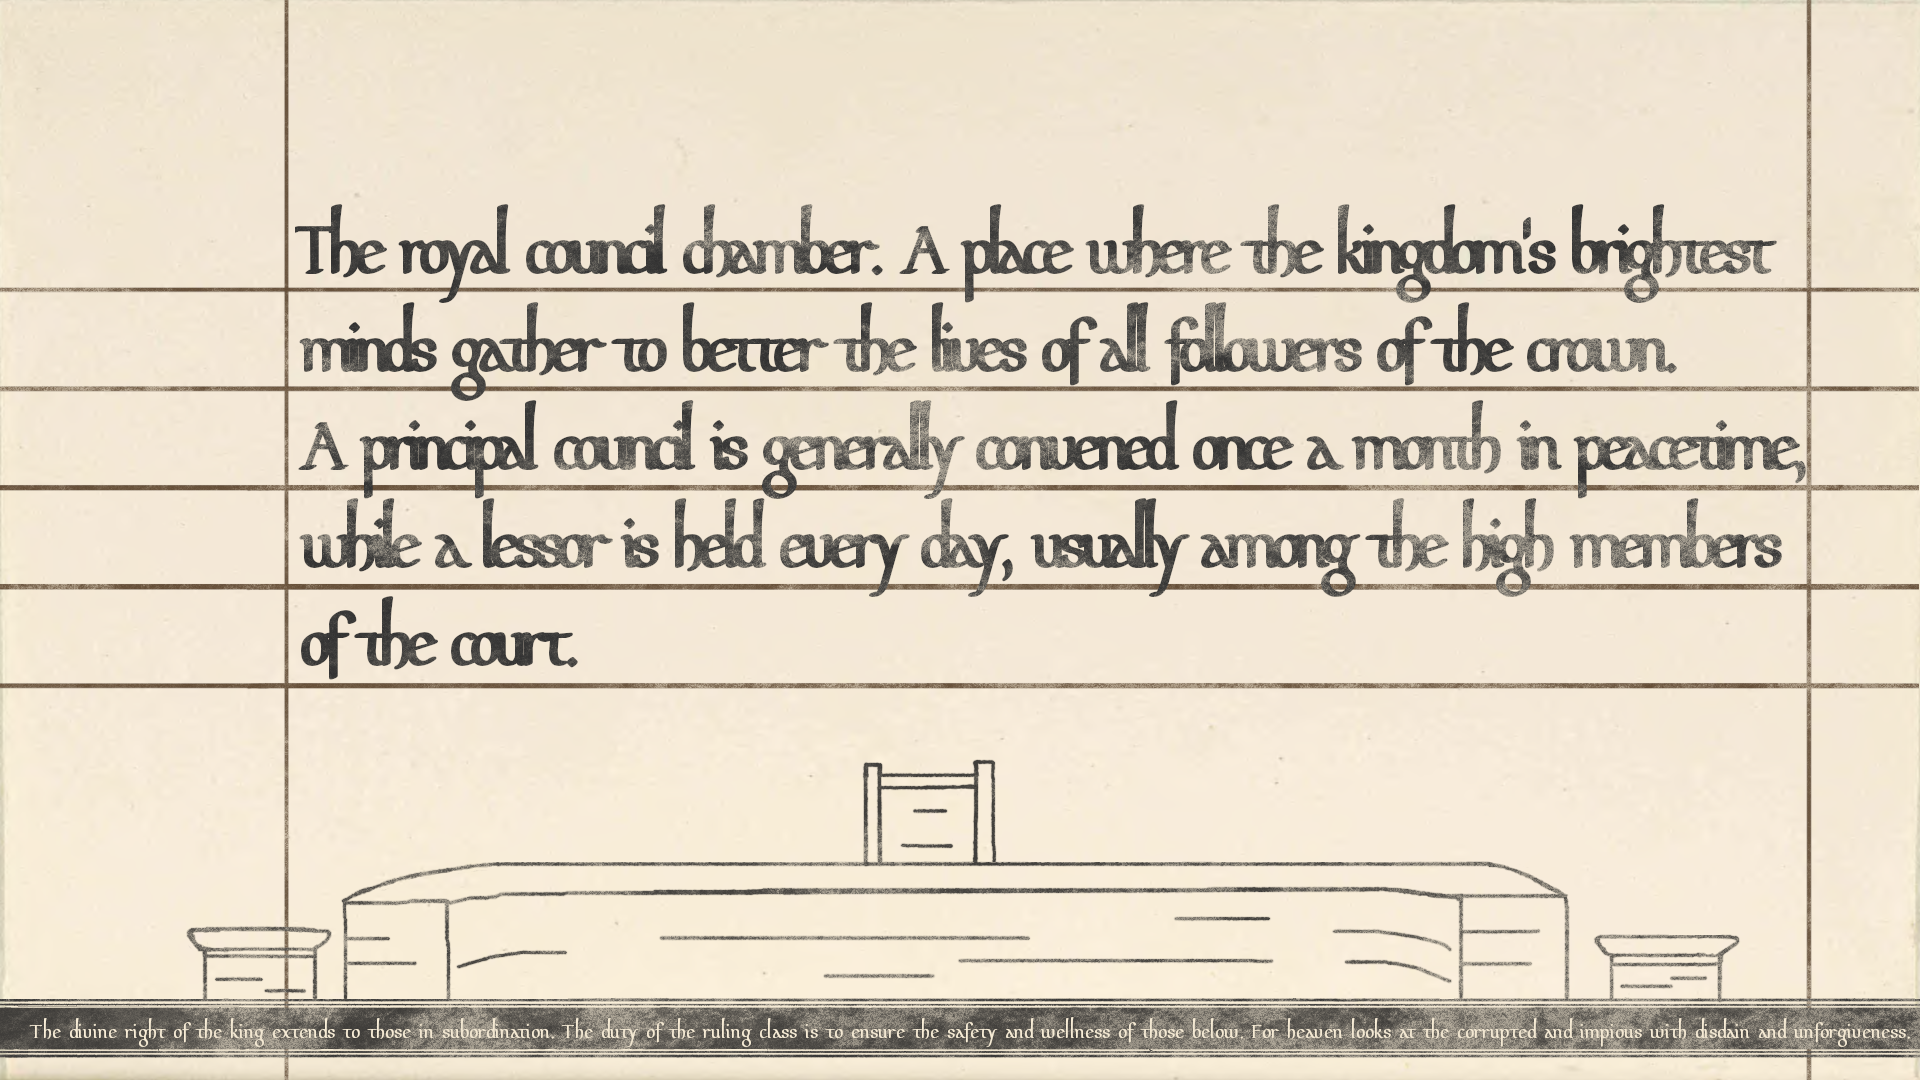 The royal council chamber. A place where the kingdom's brightest
minds gather to better the lives of all followers of the crown.
A principal council is generally convened once a month in peacetime,
while a lessor is held every day, usually among the high members
of the court.
The divine right of the king extends to those in subordination. The duty of the ruling class is to ensure the safety and wellness of those below. For heaven looks at the corrupted and impious with disdain and unforgiveness.